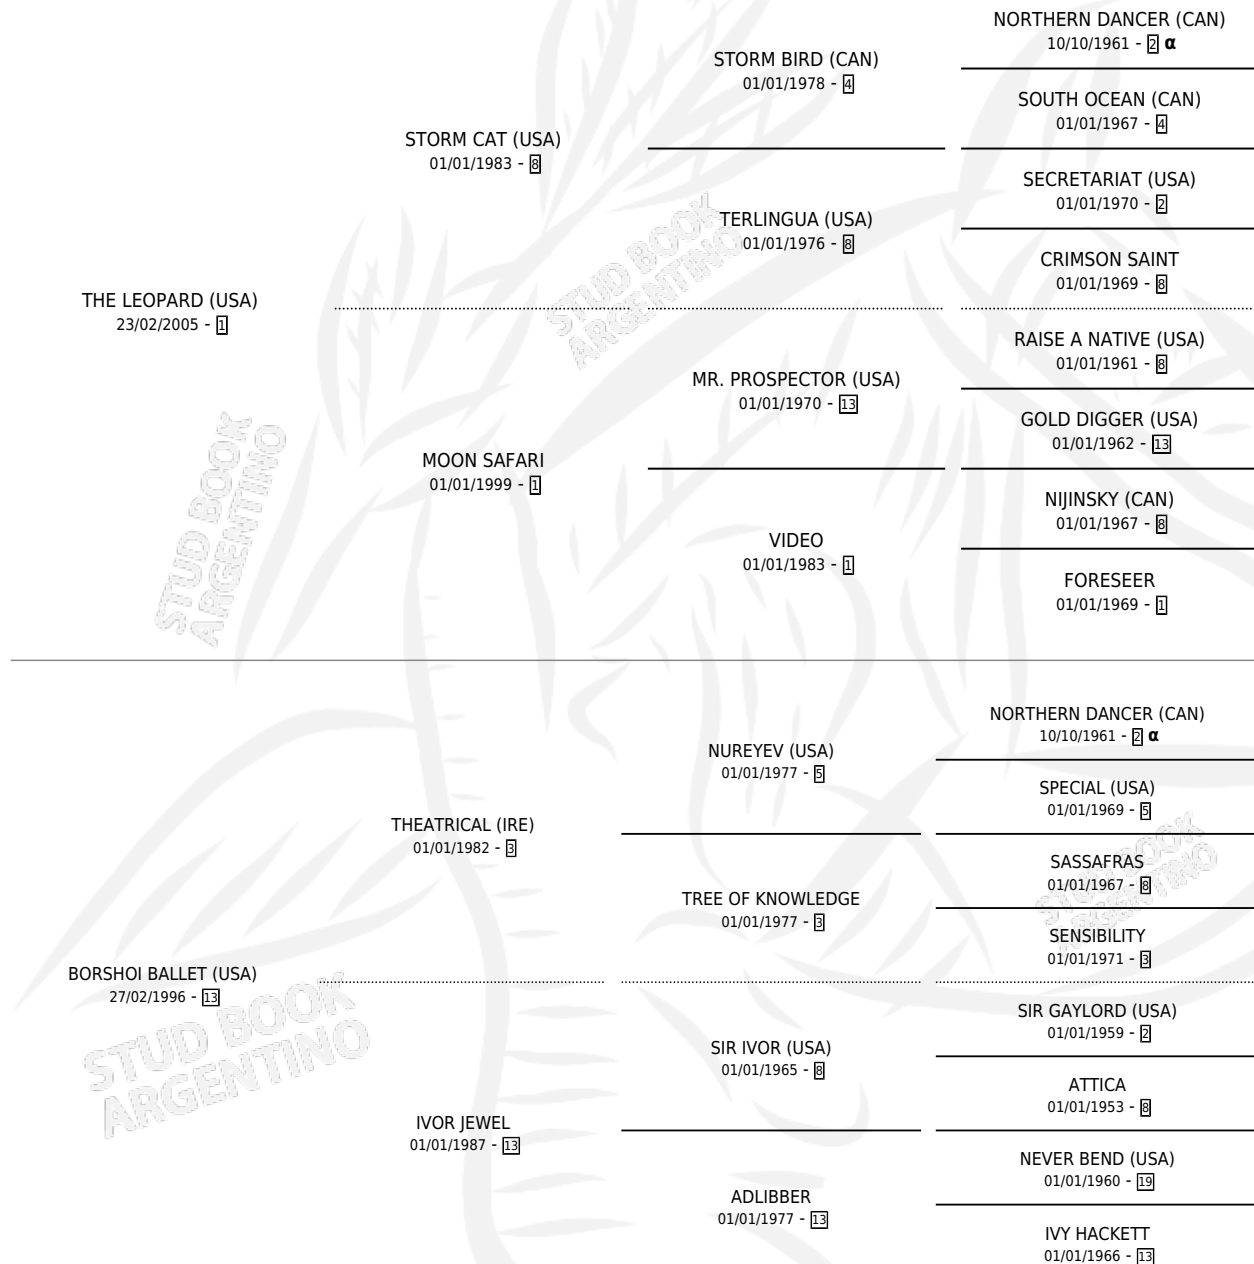 NORTHERN DANCER (CAN)
10/10/1961 - 2 α
STORM BIRD (CAN)
01/01/1978 - 4
SOUTH OCEAN (CAN)
01/01/1967 - 4
STORM CAT (USA)
01/01/1983 - 8
SECRETARIAT (USA)
01/01/1970 - 2
TERLINGUA (USA)
01/01/1976 - 8
CRIMSON SAINT
01/01/1969 - 8
THE LEOPARD (USA)
23/02/2005 - 1
RAISE A NATIVE (USA)
01/01/1961 - 8
MR. PROSPECTOR (USA)
01/01/1970 - 13
GOLD DIGGER (USA)
01/01/1962 - 13
MOON SAFARI
01/01/1999 - 1
NIJINSKY (CAN)
01/01/1967 - 8
VIDEO
01/01/1983 - 1
FORESEER
01/01/1969 - 1
STUD BOOK
ARGENTINO
STUD BOOK
ARGENTINO
NORTHERN DANCER (CAN)
10/10/1961 - 2 α
NUREYEV (USA)
01/01/1977 - 5
SPECIAL (USA)
01/01/1969 - 5
THEATRICAL (IRE)
01/01/1982 - 3
SASSAFRAS
01/01/1967 - 8
TREE OF KNOWLEDGE
01/01/1977 - 3
SENSIBILITY
01/01/1971 - 3
BORSHOI BALLET (USA)
27/02/1996 - 13
SIR GAYLORD (USA)
01/01/1959 - 2
SIR IVOR (USA)
01/01/1965 - 8
ATTICA
01/01/1953 - 8
IVOR JEWEL
01/01/1987 - 13
NEVER BEND (USA)
01/01/1960 - 19
ADLIBBER
01/01/1977 - 13
IVY HACKETT
01/01/1966 - 13
STUD BOOK
ARGENTINO
STUD BOOK
ARGENTINO